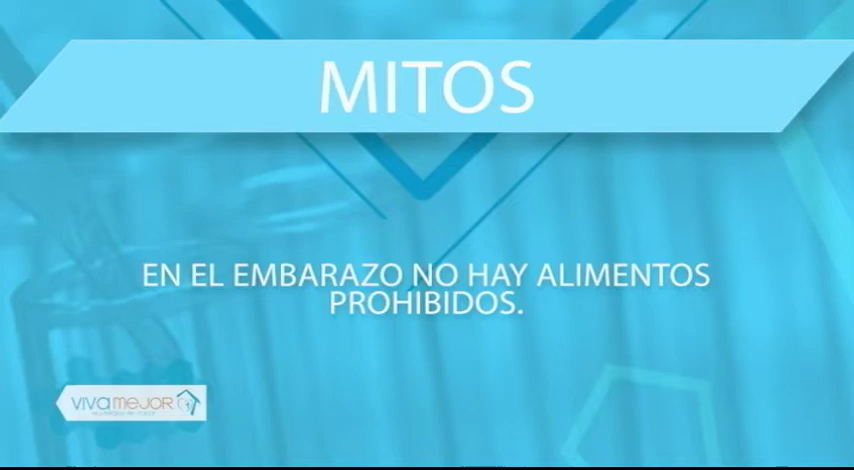 MITOS
EN EL EMBARAZO NO HAY ALIMENTOS
PROHIBIDOS.
VIVAMEJOR